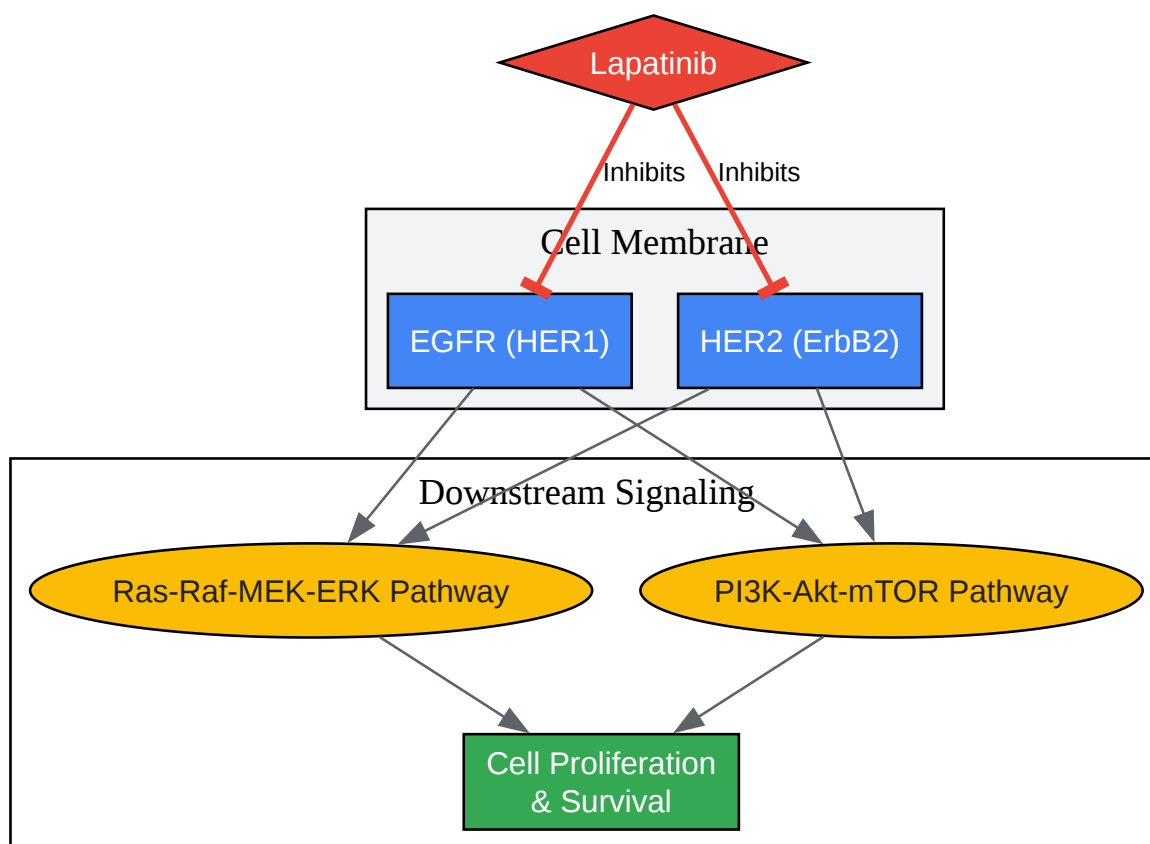 Lapatinib
Inhibits
Inhibits
Cell Membrane
EGFR (HER1)
HER2 (ErbB2)
Downstream Signaling
Ras-Raf-MEK-ERK Pathway
PI3K-Akt-mTOR Pathway
Cell Proliferation
& Survival